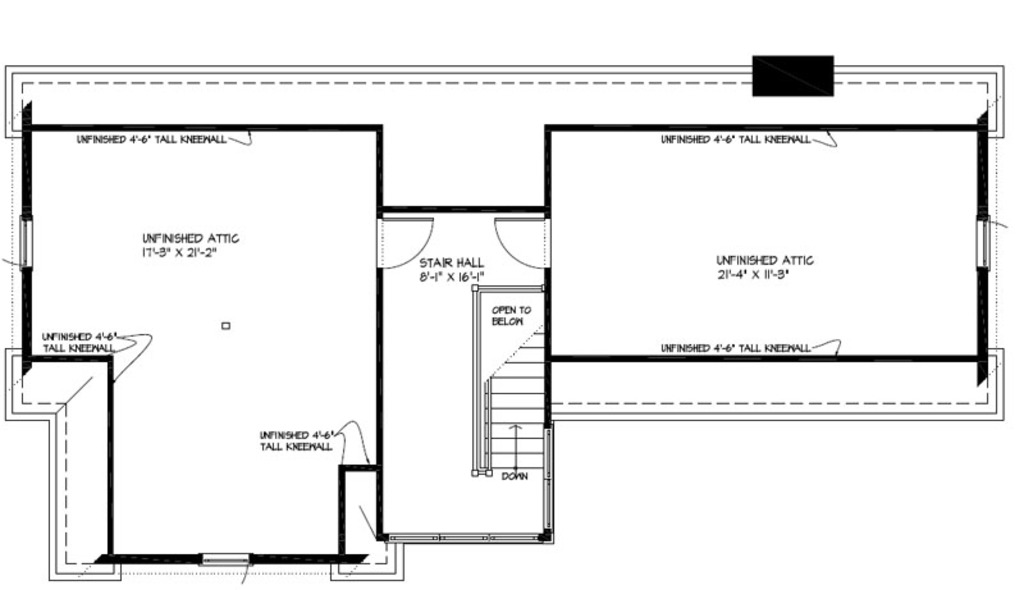 UNFINISHED 4'-6" TALL KNEEWALL
UNFINISHED 4'-6" TALL KNEEWALL
UNFINISHED ATTIC
17'-3" X 21'-2"
STAIR HALL
8'-1" X 16'-1"
UNFINISHED ATTIC
21'-4" X 11'-3"
OPEN TO
BELOW
UNFINISHED 4'-6"
TALL KNEEWALL
UNFINISHED 4'-6" TALL KNEEWALL
UNFINISHED 4'-6"
TALL KNEEWALL
DOWN